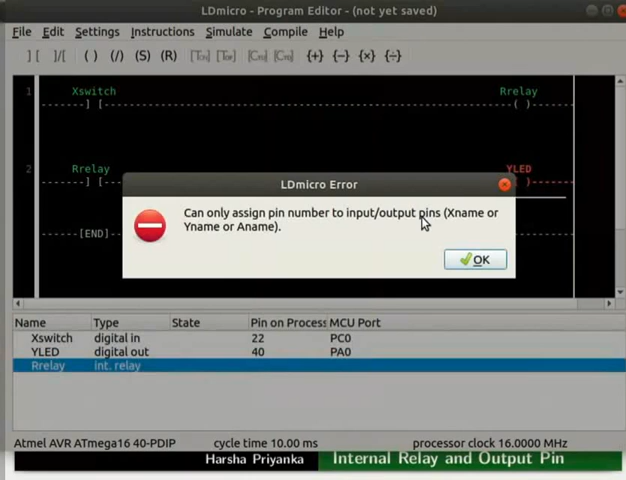 LDmicro - Program Editor - (not yet saved)
File Edit Settings Instructions Simulate Compile Help
] [ ]/[ ( ) (/) (S) (R) {+} {−} {×} {÷}
1 Xswitch Rrelay
------] [------( )------
2 Rrelay YLED
LDmicro Error
Can only assign pin number to input/output pins (Xname or
Yname or Aname).
OK
-----[END]-----
Name Type State Pin on Process MCU Port
Xswitch digital in 22 PC0
YLED digital out 40 PA0
Rrelay int. relay
Atmel AVR ATmega16 40-PDIP cycle time 10.00 ms processor clock 16.0000 MHz
Harsha Priyanka Internal Relay and Output Pin